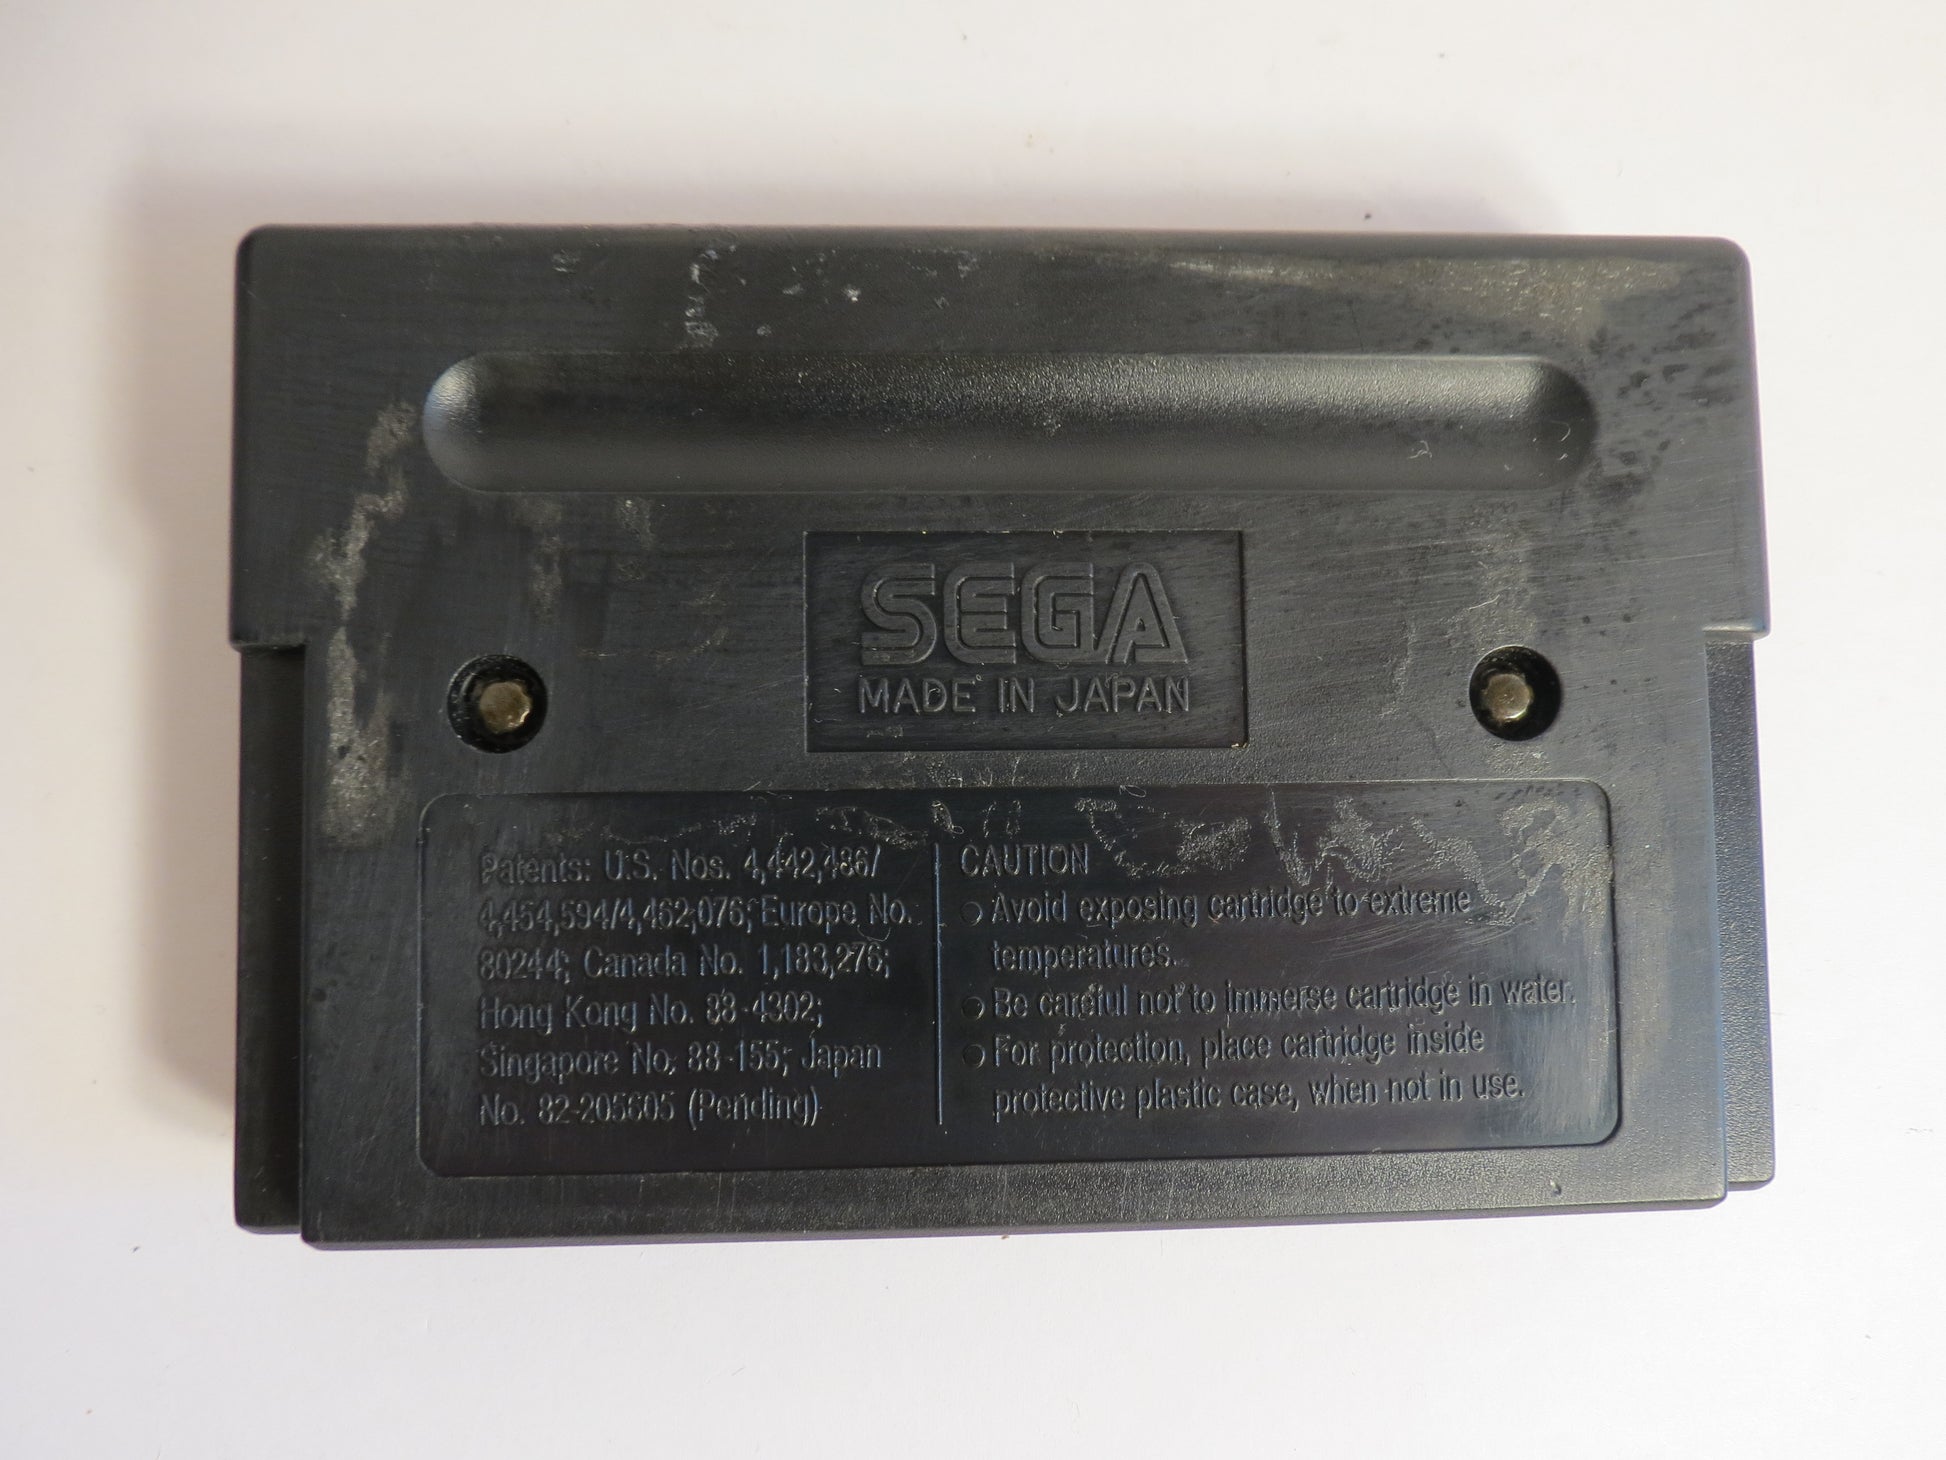 SEGA
MADE IN JAPAN
Patents: U.S. Nos. 4,442,486/
4,454,594/4,462,076; Europe No.
80244; Canada No. 1,183,276;
Hong Kong No. 88-4302;
Singapore No. 88-155; Japan
No. 82-205605 (Pending)
CAUTION
○ Avoid exposing cartridge to extreme
temperatures.
○ Be careful not to immerse cartridge in water.
○ For protection, place cartridge inside
protective plastic case, when not in use.